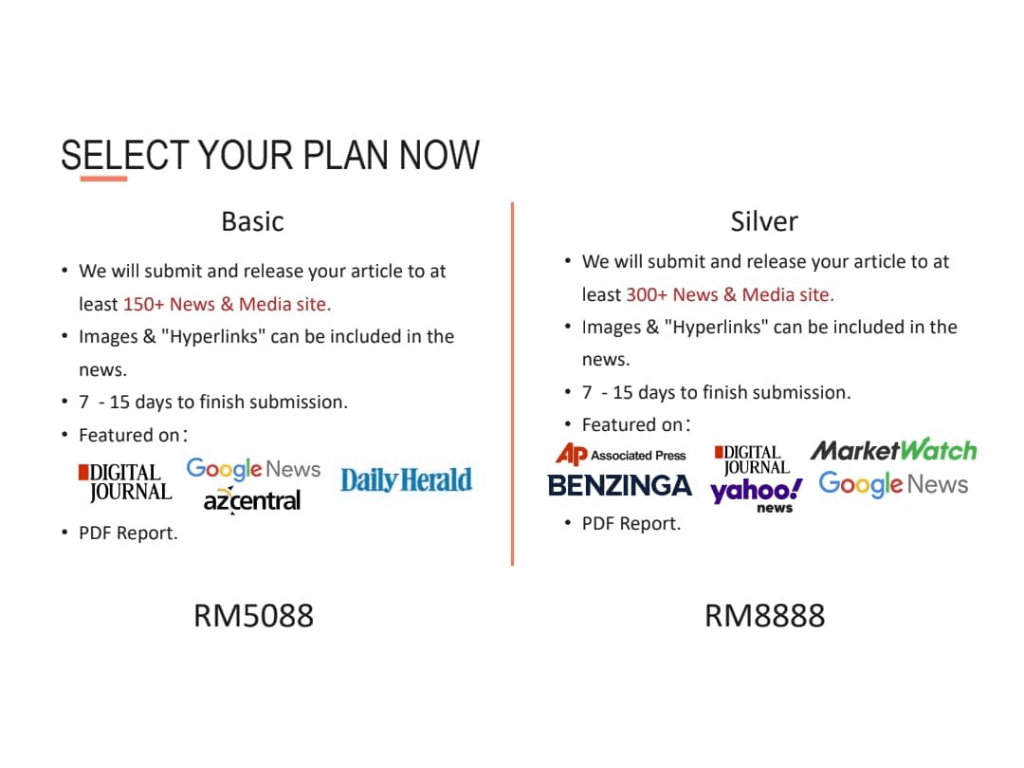 SELECT YOUR PLAN NOW
Basic
• We will submit and release your article to at
least 150+ News & Media site.
• Images & "Hyperlinks" can be included in the
news.
• 7 - 15 days to finish submission.
• Featured on：
DIGITAL
JOURNAL
Google News
azcentral
Daily Herald
• PDF Report.
RM5088
Silver
• We will submit and release your article to at
least 300+ News & Media site.
• Images & "Hyperlinks" can be included in the
news.
• 7 - 15 days to finish submission.
• Featured on：
AP Associated Press
DIGITAL
JOURNAL
MarketWatch
BENZINGA
yahoo!
news
Google News
• PDF Report.
RM8888